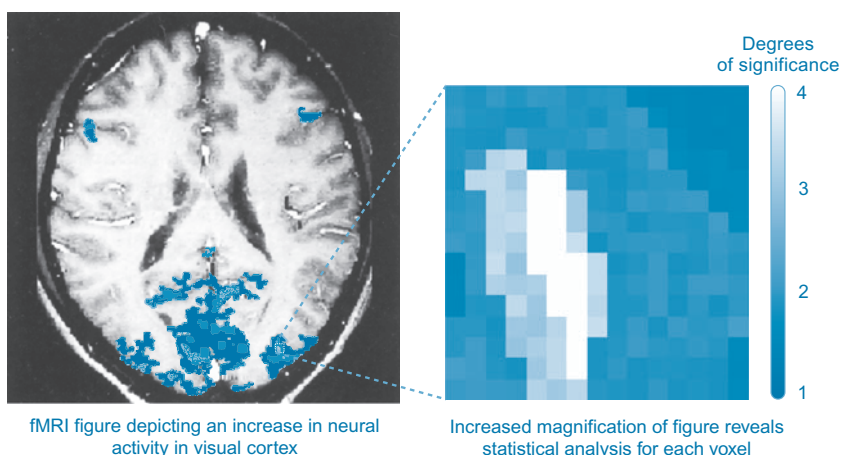 Degrees
of significance
4
3
2
1
fMRI figure depicting an increase in neural
activity in visual cortex
Increased magnification of figure reveals
statistical analysis for each voxel